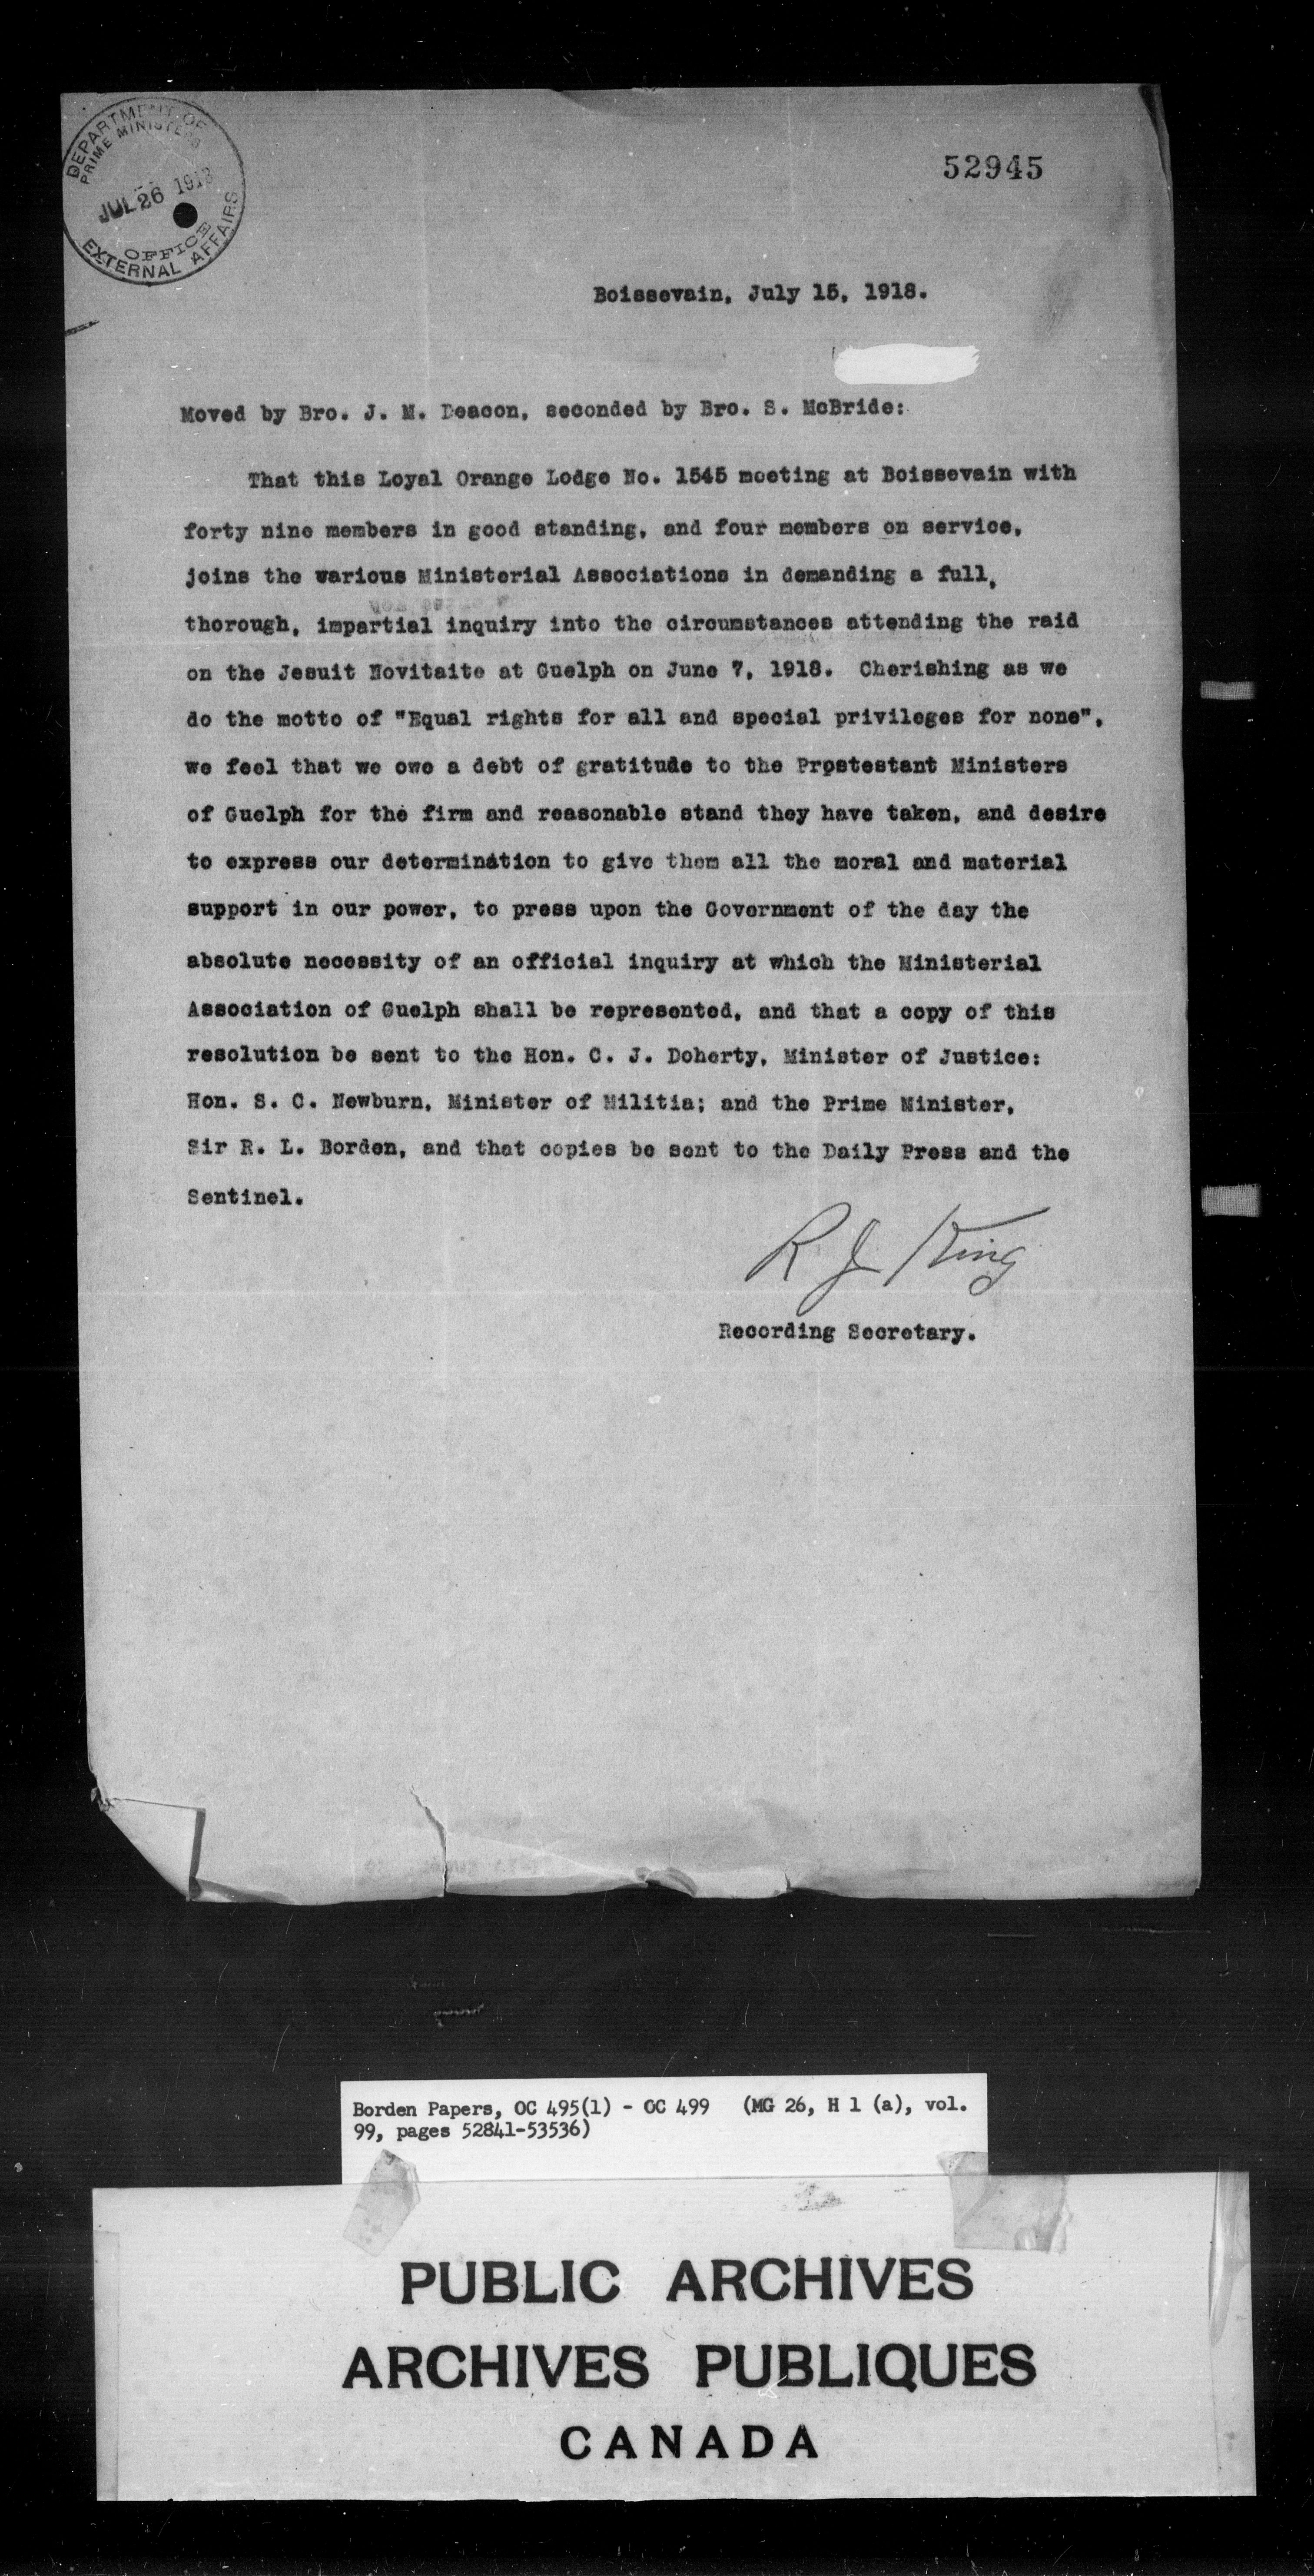 DEPARTMENT OF
PRIME MINISTERS
JUL 26 1918
OFFICE
EXTERNAL AFFAIRS
52945
Boissevain, July 15, 1918.
Moved by Bro. J. M. Deacon, seconded by Bro. S. McBride:
That this Loyal Orange Lodge No. 1545 meeting at Boissevain with
forty nine members in good standing, and four members on service,
joins the various Ministerial Associations in demanding a full,
thorough, impartial inquiry into the circumstances attending the raid
on the Jesuit Novitaite at Guelph on June 7, 1918. Cherishing as we
do the motto of "Equal rights for all and special privileges for none",
we feel that we owe a debt of gratitude to the Prostestant Ministers
of Guelph for the firm and reasonable stand they have taken, and desire
to express our determination to give them all the moral and material
support in our power, to press upon the Government of the day the
absolute necessity of an official inquiry at which the Ministerial
Association of Guelph shall be represented, and that a copy of this
resolution be sent to the Hon. C. J. Doherty, Minister of Justice:
Hon. S. C. Newburn, Minister of Militia; and the Prime Minister,
Sir R. L. Borden, and that copies be sent to the Daily Press and the
Sentinel.
R J King
Recording Secretary.
Borden Papers, OC 495(1) - OC 499 (MG 26, H 1 (a), vol.
99, pages 52841-53536)
PUBLIC ARCHIVES
ARCHIVES PUBLIQUES
CANADA